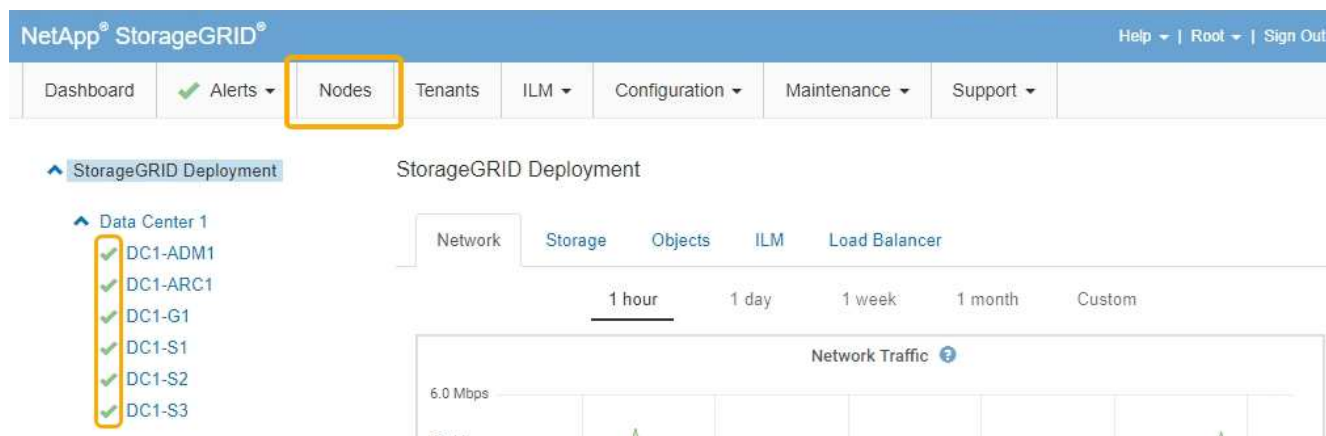 NetApp® StorageGRID®
Help | Root | Sign Out
Dashboard Alerts Nodes Tenants ILM Configuration Maintenance Support
StorageGRID Deployment
Data Center 1
DC1-ADM1
DC1-ARC1
DC1-G1
DC1-S1
DC1-S2
DC1-S3
StorageGRID Deployment
Network Storage Objects ILM Load Balancer
1 hour 1 day 1 week 1 month Custom
Network Traffic ?
6.0 Mbps